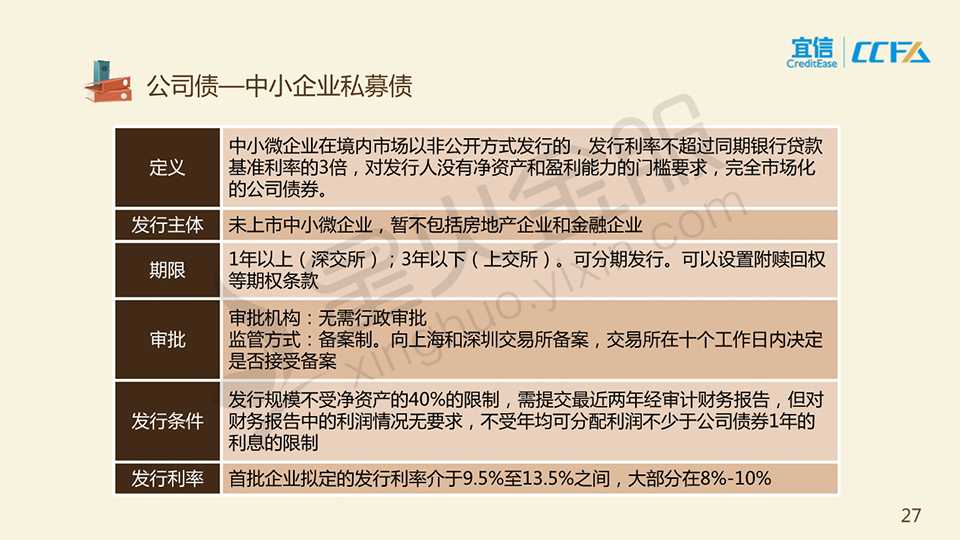 宜信
CreditEase
CCFA
公司债—中小企业私募债
定义
中小微企业在境内市场以非公开方式发行的，发行利率不超过同期银行贷款
基准利率的3倍，对发行人没有净资产和盈利能力的门槛要求，完全市场化
的公司债券。
发行主体
未上市中小微企业，暂不包括房地产企业和金融企业
期限
1年以上（深交所）；3年以下（上交所）。可分期发行。可以设置附赎回权
等期权条款
审批
审批机构：无需行政审批
监管方式：备案制。向上海和深圳交易所备案，交易所在十个工作日内决定
是否接受备案
发行条件
发行规模不受净资产的40%的限制，需提交最近两年经审计财务报告，但对
财务报告中的利润情况无要求，不受年均可分配利润不少于公司债券1年的
利息的限制
发行利率
首批企业拟定的发行利率介于9.5%至13.5%之间，大部分在8%-10%
星火金服
xinghuo.yixin.com
27